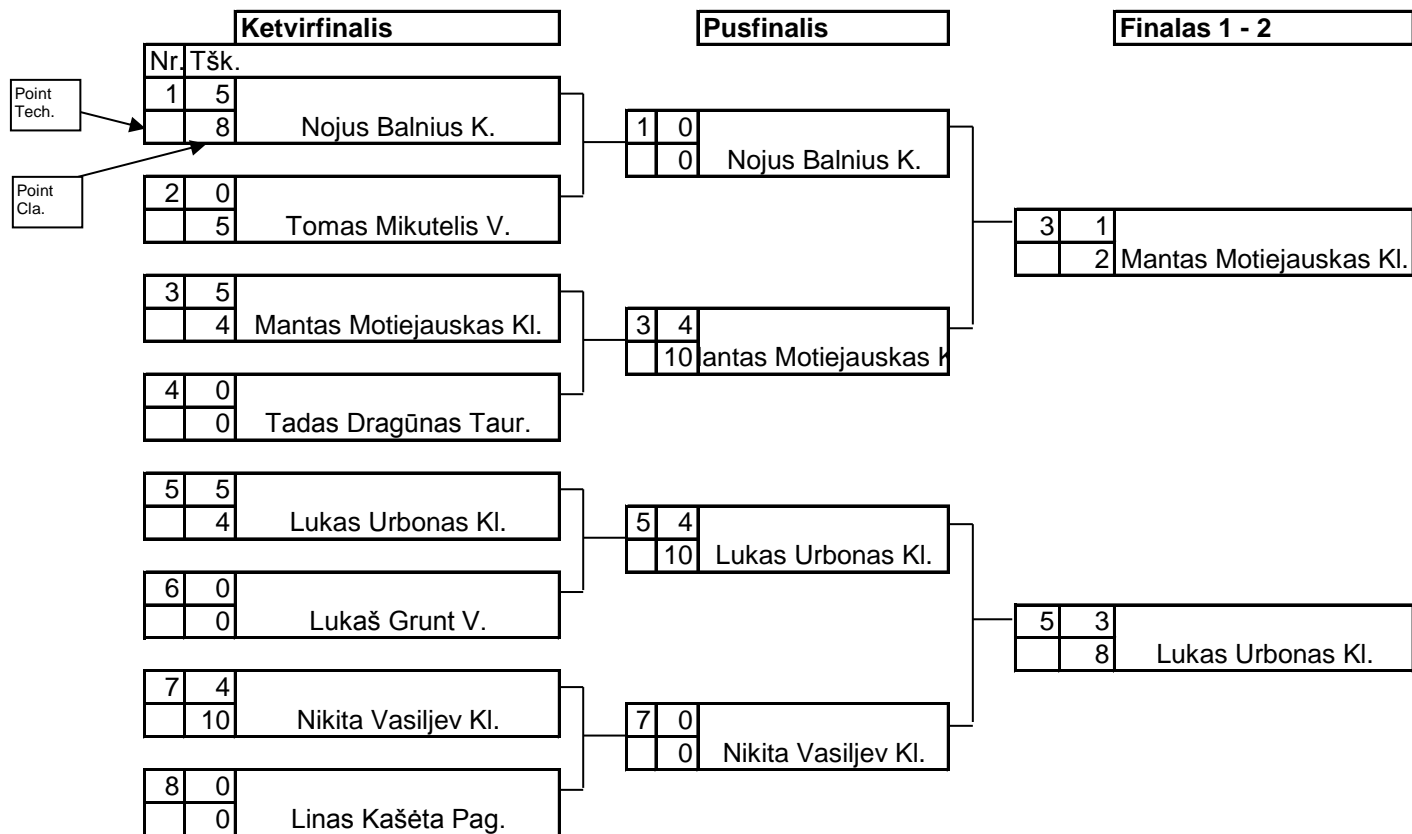 Ketvirfinalis Pusfinalis Finalas 1 - 2
Nr. Tšk.
Point
Tech.
1 5
8 Nojus Balnius K.
1 0
0 Nojus Balnius K.
Point
Cla.
2 0
5 Tomas Mikutelis V.
3 1
2 Mantas Motiejauskas Kl.
3 5
4 Mantas Motiejauskas Kl.
3 4
10 antas Motiejauskas K
4 0
0 Tadas Dragūnas Taur.
5 5
4 Lukas Urbonas Kl.
5 4
10 Lukas Urbonas Kl.
6 0
0 Lukaš Grunt V.
5 3
8 Lukas Urbonas Kl.
7 4
10 Nikita Vasiljev Kl.
7 0
0 Nikita Vasiljev Kl.
8 0
0 Linas Kašėta Pag.